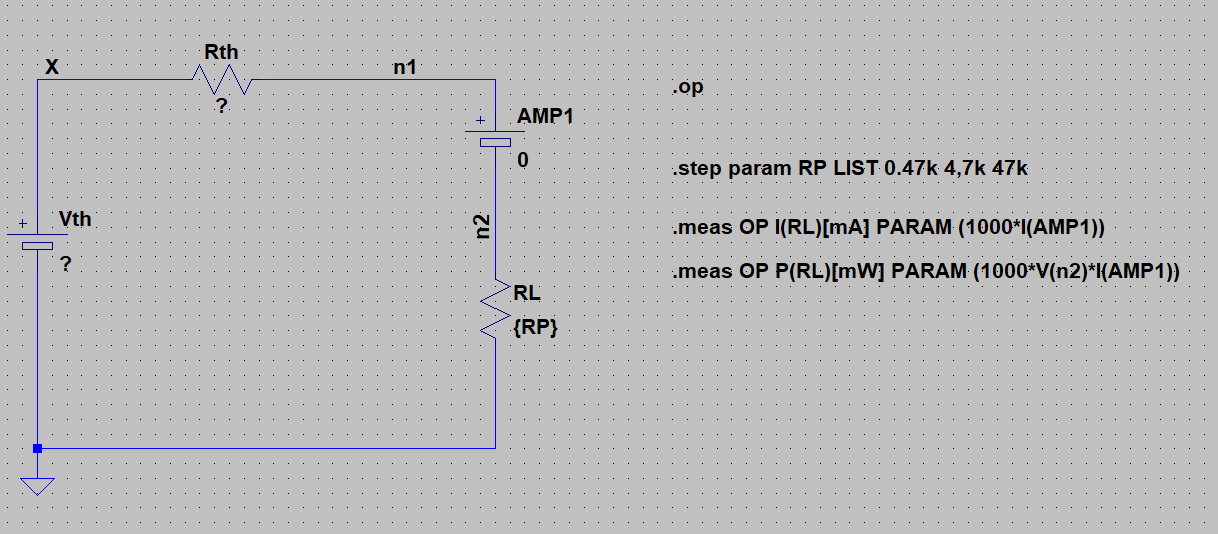 Rth
X
n1
?
.op
+
AMP1
0
.step param RP LIST 0.47k 4,7k 47k
n2
+
Vth
?
.meas OP I(RL)[mA] PARAM (1000*I(AMP1))
.meas OP P(RL)[mW] PARAM (1000*V(n2)*I(AMP1))
RL
{RP}